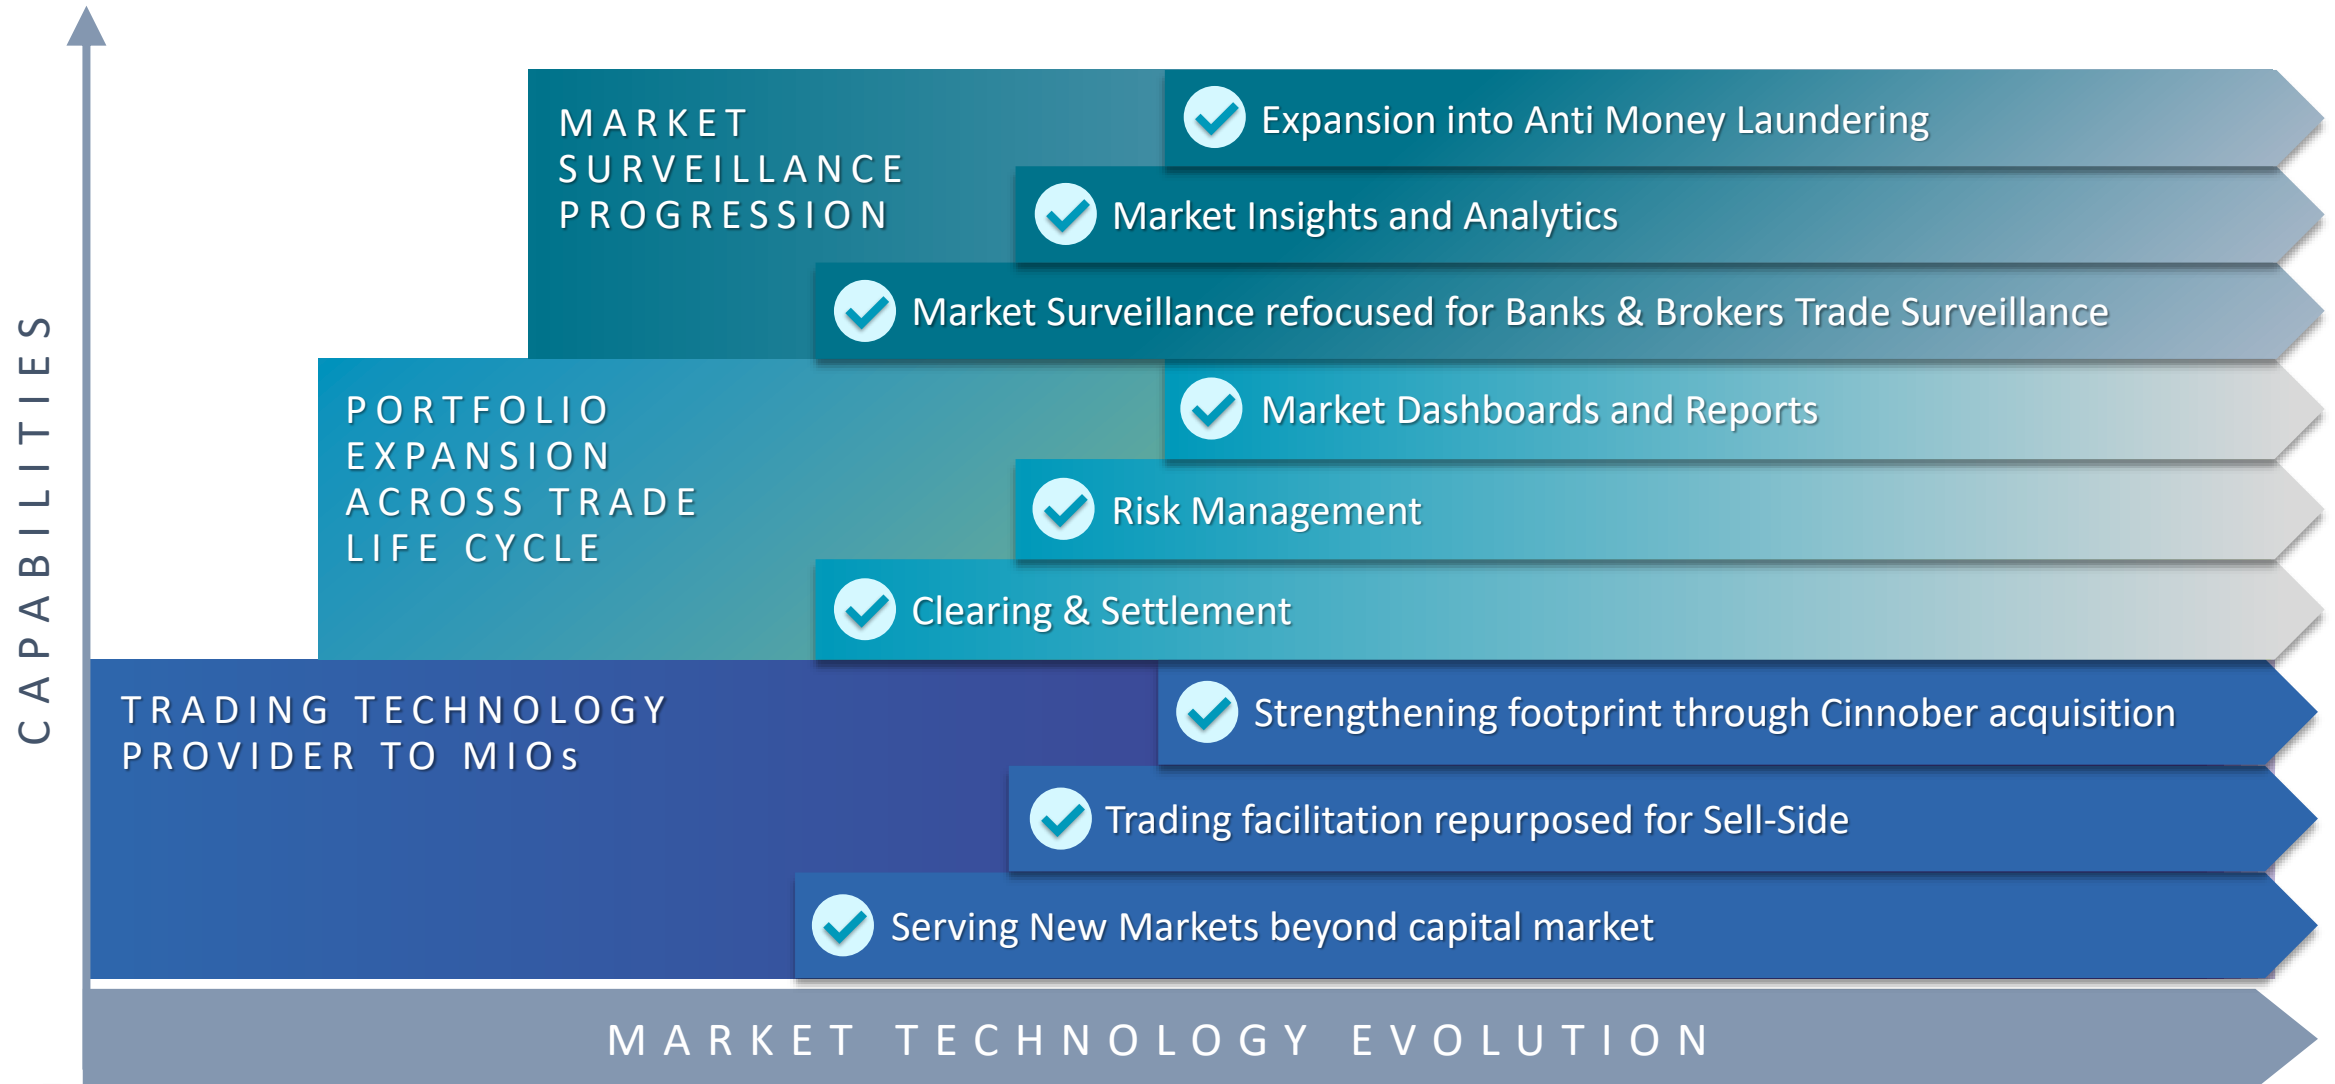 CAPABILITIES
MARKET
SURVEILLANCE
PROGRESSION
Expansion into Anti Money Laundering
Market Insights and Analytics
Market Surveillance refocused for Banks & Brokers Trade Surveillance
PORTFOLIO
EXPANSION
ACROSS TRADE
LIFE CYCLE
Market Dashboards and Reports
Risk Management
Clearing & Settlement
TRADING TECHNOLOGY
PROVIDER TO MIOs
Strengthening footprint through Cinnober acquisition
Trading facilitation repurposed for Sell-Side
Serving New Markets beyond capital market
MARKET TECHNOLOGY EVOLUTION